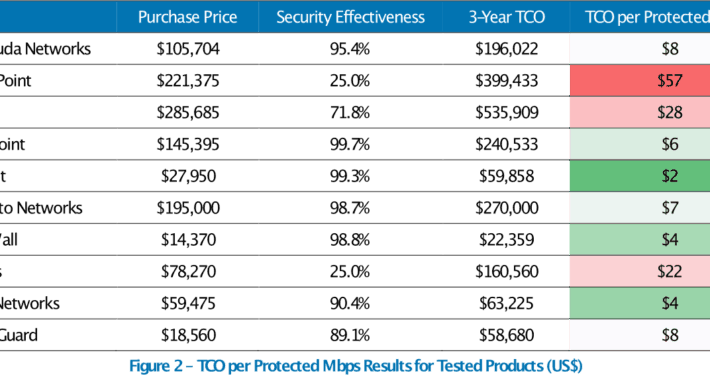 Purchase Price Security Effectiveness 3-Year TCO TCO per Protected
uda Networks $105,704 95.4% $196,022 $8
Point $221,375 25.0% $399,433 $57
$285,685 71.8% $535,909 $28
oint $145,395 99.7% $240,533 $6
t $27,950 99.3% $59,858 $2
to Networks $195,000 98.7% $270,000 $7
all $14,370 98.8% $22,359 $4
s $78,270 25.0% $160,560 $22
Networks $59,475 90.4% $63,225 $4
Guard $18,560 89.1% $58,680 $8
Figure 2 – TCO per Protected Mbps Results for Tested Products (US$)